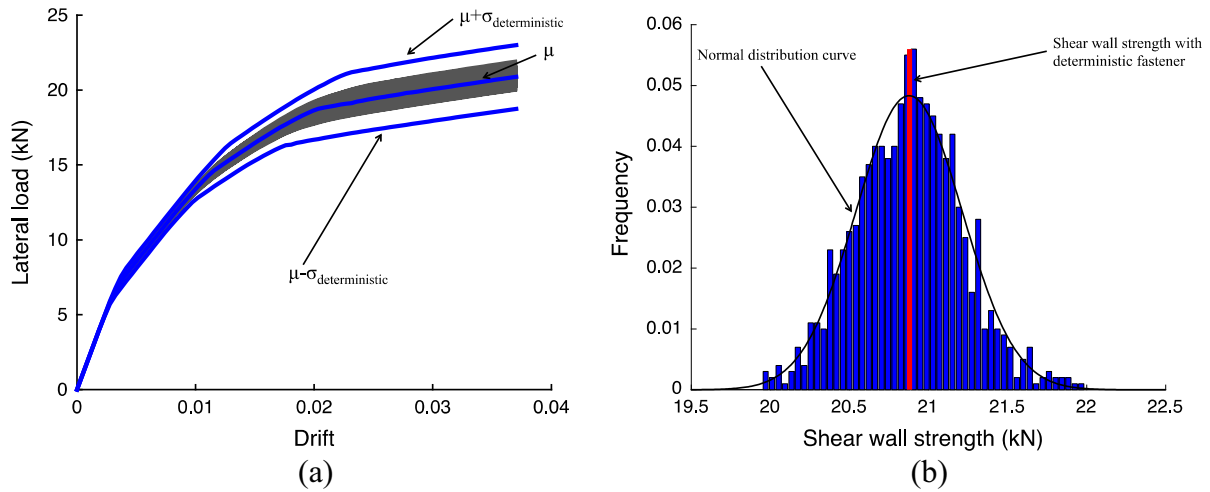 25
20
15
10
5
0
0
0.01
0.02
0.03
0.04
Lateral load (kN)
Drift
μ+σdeterministic
μ
μ-σdeterministic
(a)
0.06
0.05
0.04
0.03
0.02
0.01
0
19.5
20
20.5
21
21.5
22
22.5
Frequency
Shear wall strength (kN)
Normal distribution curve
Shear wall strength with
deterministic fastener
(b)